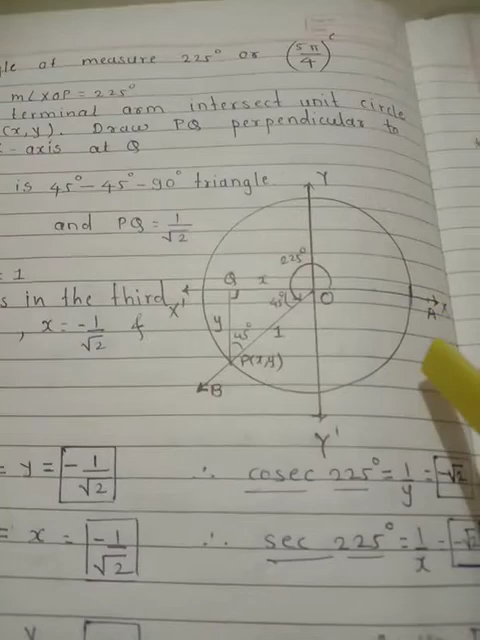 gle of measure 225° or (5π/4)ᶜ
m∠XOP = 225°
terminal arm intersect unit circle
(x,y). Draw PQ perpendicular to
- axis at Q
is 45° - 45° - 90° triangle
and PQ = 1/√2
= 1
s in the third
, x = -1/√2 &
Y
225°
Q
x
X'
45°
O
A
X
y
45°
1
P(x,y)
B
Y'
= y = -1/√2 ∴ cosec 225° = 1/y = -√2
= x = -1/√2 ∴ sec 225° = 1/x = -√2